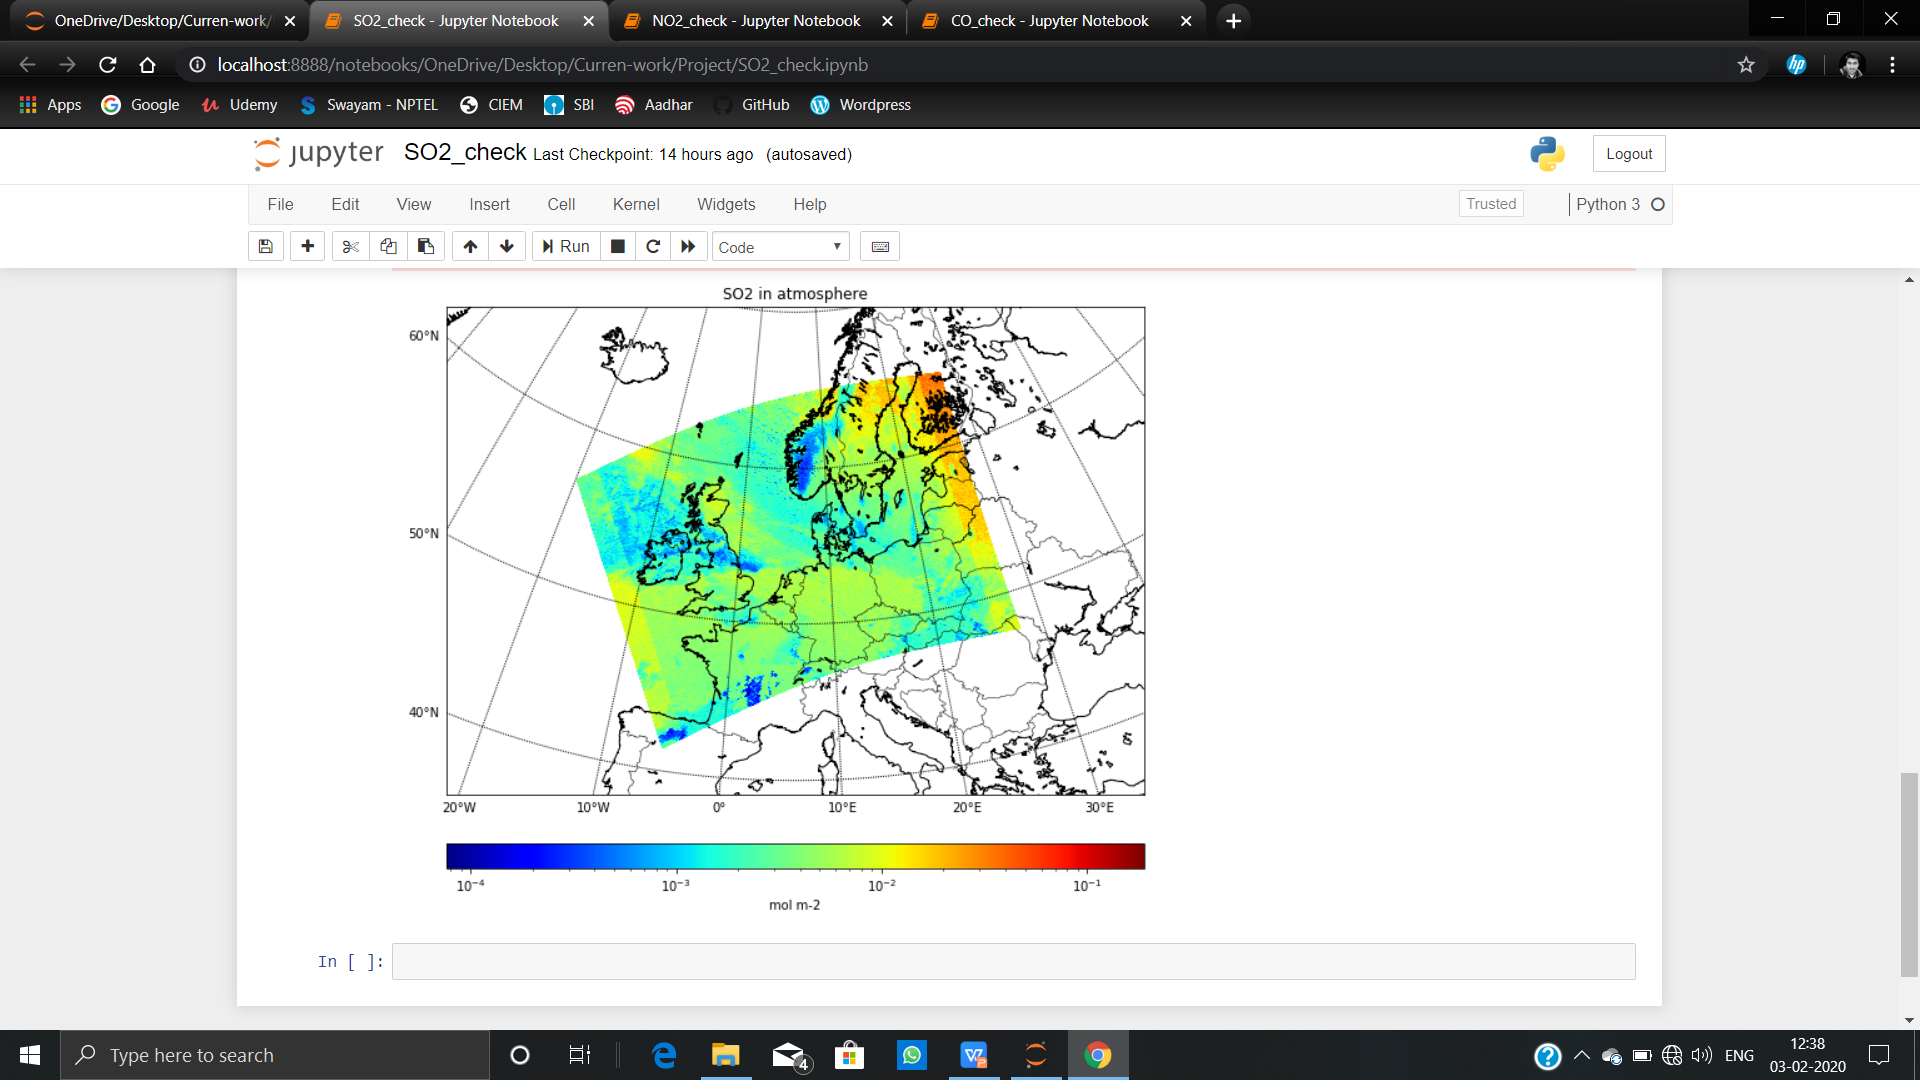 OneDrive/Desktop/Curren-work/
SO2_check - Jupyter Notebook
NO2_check - Jupyter Notebook
CO_check - Jupyter Notebook
localhost:8888/notebooks/OneDrive/Desktop/Curren-work/Project/SO2_check.ipynb
hp
Apps Google Udemy Swayam - NPTEL CIEM SBI Aadhar GitHub Wordpress
jupyter SO2_check Last Checkpoint: 14 hours ago (autosaved)
Logout
File Edit View Insert Cell Kernel Widgets Help
Trusted
Python 3
Run
Code
SO2 in atmosphere
60°N
50°N
40°N
20°W 10°W 0° 10°E 20°E 30°E
10⁻⁴ 10⁻³ 10⁻² 10⁻¹
mol m-2
In [ ]:
Type here to search
4
ENG
12:38
03-02-2020